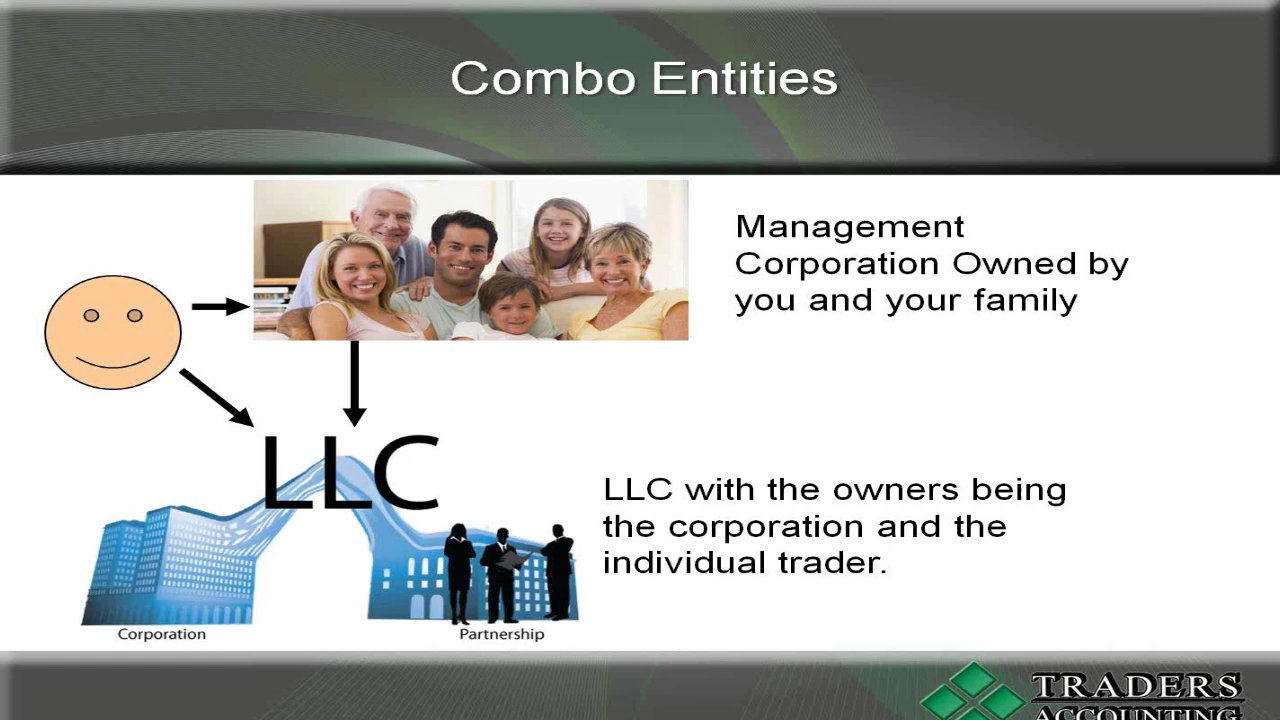 Combo Entities
Management
Corporation Owned by
you and your family
LLC
LLC with the owners being
the corporation and the
individual trader.
Corporation
Partnership
TRADERS
ACCOUNTING